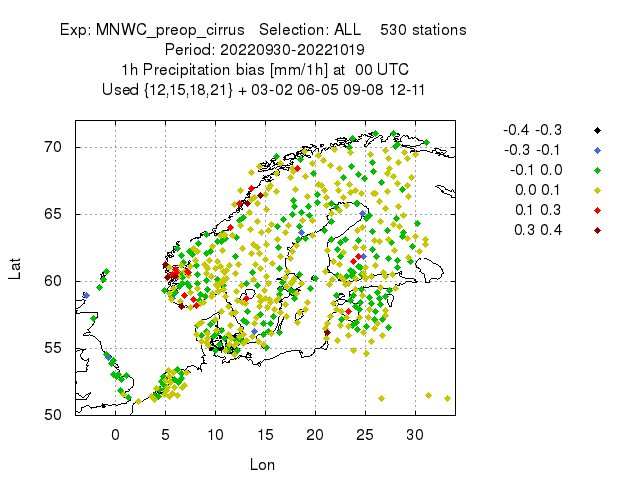 Exp: MNWC_preop_cirrus   Selection: ALL    530 stations
Period: 20220930-20221019
1h Precipitation bias [mm/1h] at  00 UTC
Used {12,15,18,21} + 03-02 06-05 09-08 12-11
-0.4 -0.3
-0.3 -0.1
-0.1 0.0
0.0 0.1
0.1 0.3
0.3 0.4
70
65
60
55
50
Lat
0 5 10 15 20 25 30
Lon